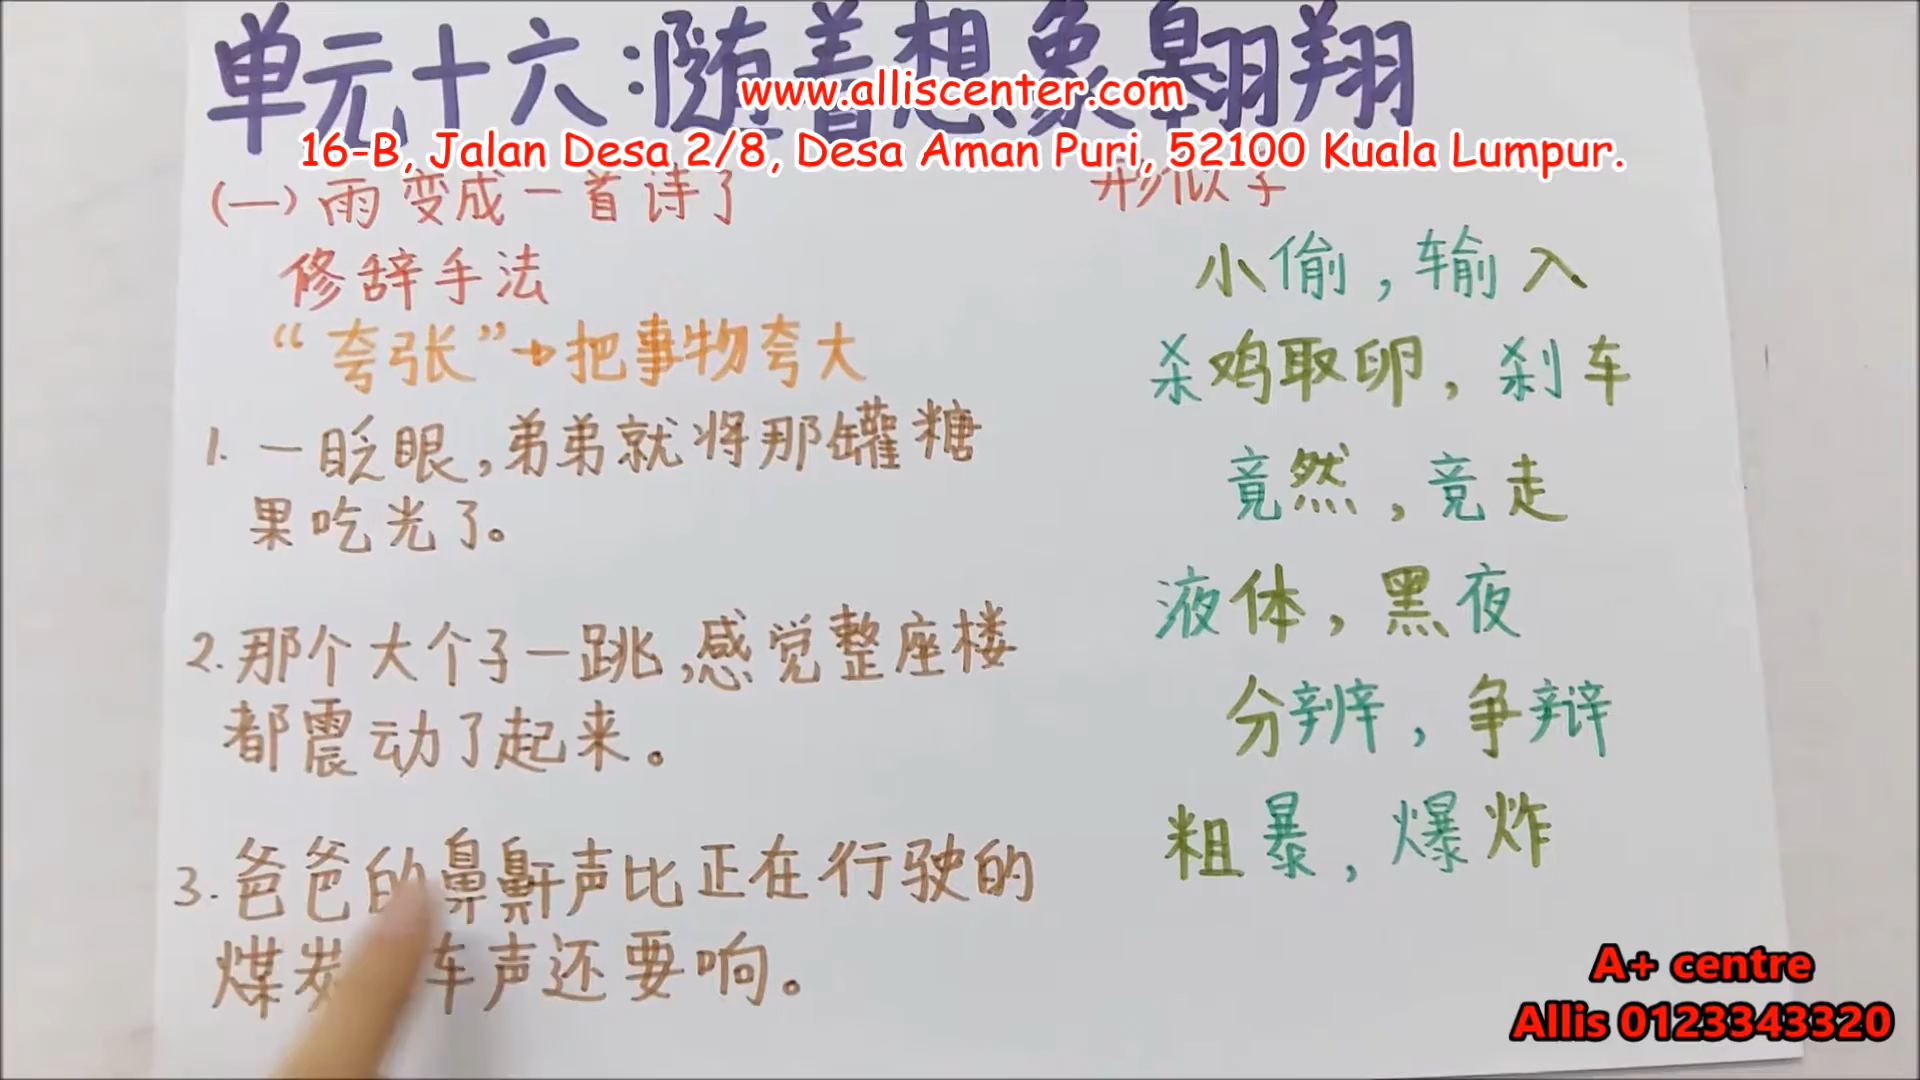 单元十六:随着想象翱翔
www.alliscenter.com
16-B, Jalan Desa 2/8, Desa Aman Puri, 52100 Kuala Lumpur.
(一)雨变成一首诗了
修辞手法
“夸张”→把事物夸大
1. 一眨眼,弟弟就将那罐糖
果吃光了。
2. 那个大个子一跳,感觉整座楼
都震动了起来。
3. 爸爸的鼻鼾声比正在行驶的
煤炭车声还要响。
形似字
小偷,输入
杀鸡取卵,刹车
竟然,竞走
液体,黑夜
分辨,争辩
粗暴,爆炸
A+ centre
Allis 0123343320